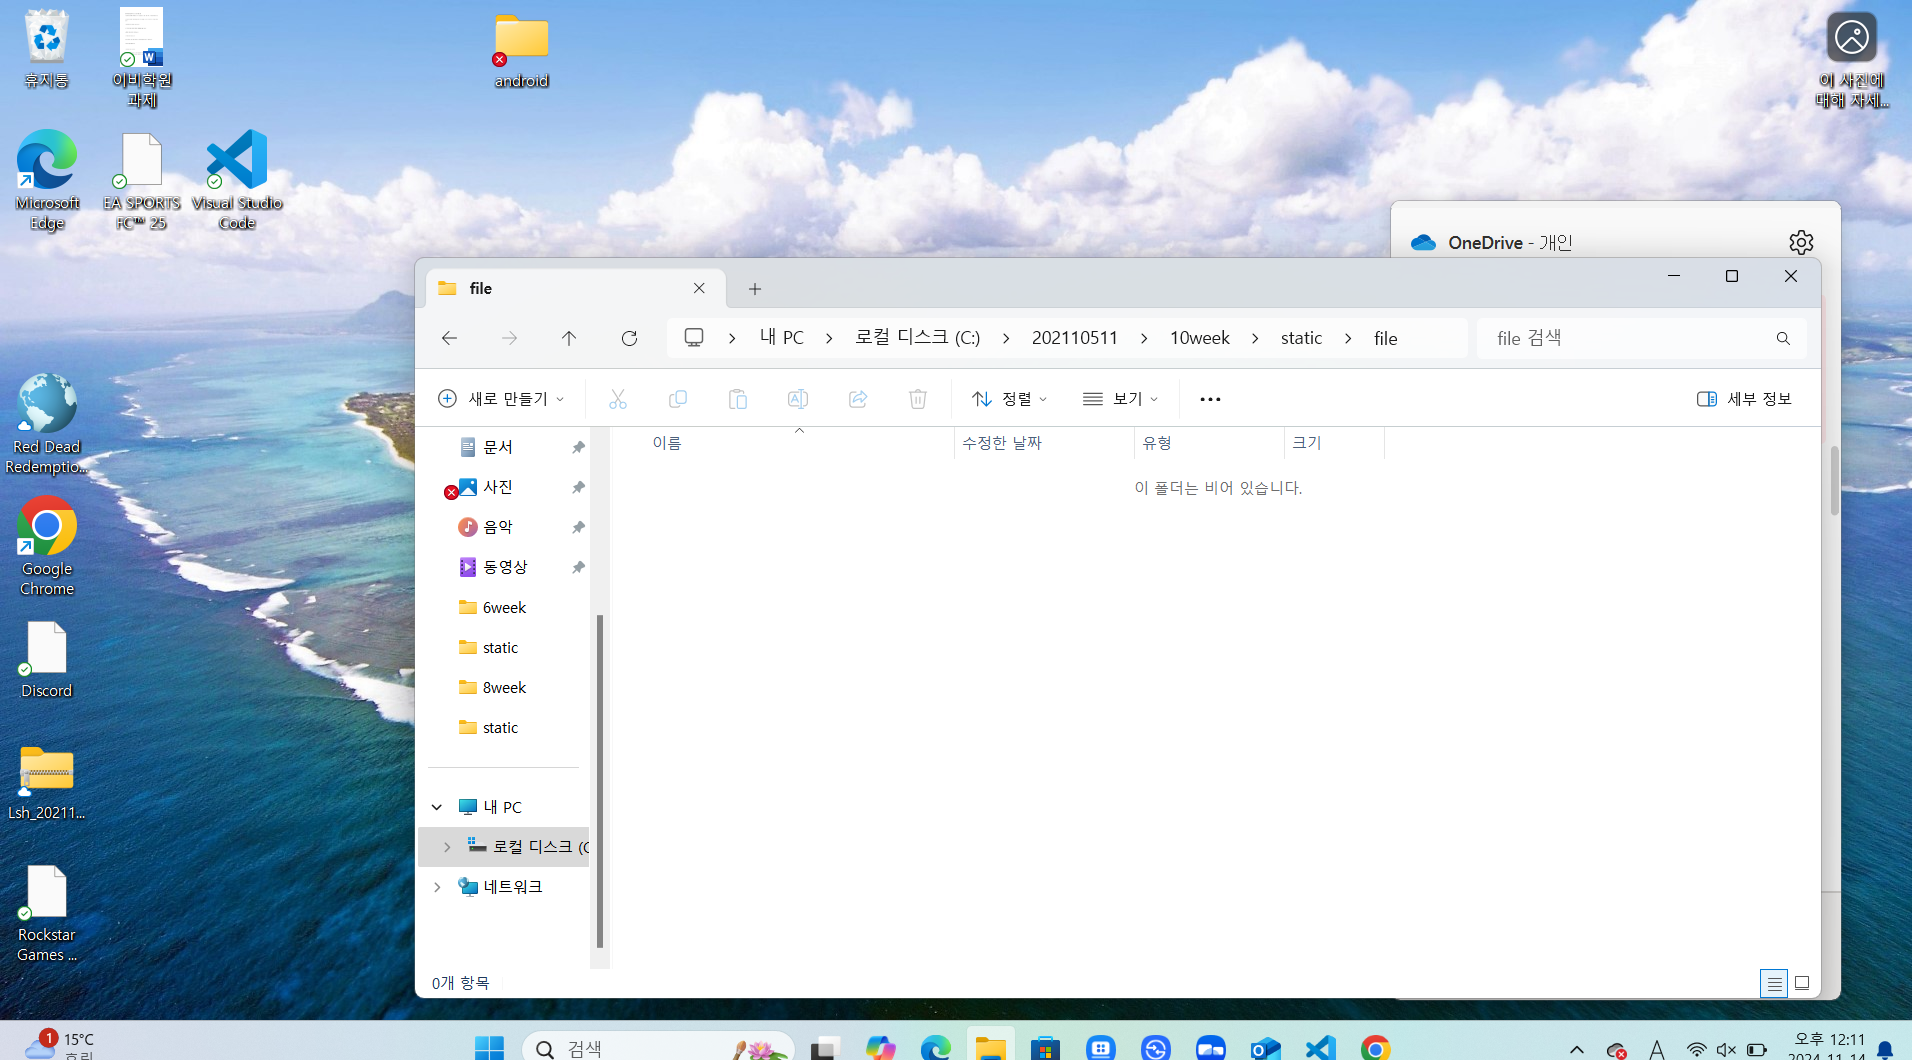 휴지통
이비학원
과제
android
이 사진에
대해 자세...
Microsoft
Edge
EA SPORTS
FC™ 25
Visual Studio
Code
OneDrive - 개인
file
내 PC
로컬 디스크 (C:)
202110511
10week
static
file
file 검색
새로 만들기
정렬
보기
세부 정보
이름
수정한 날짜
유형
크기
이 폴더는 비어 있습니다.
문서
사진
음악
동영상
6week
static
8week
static
내 PC
로컬 디스크 (C
네트워크
0개 항목
Red Dead
Redemptio...
Google
Chrome
Discord
Lsh_20211...
Rockstar
Games ...
1
15°C
흐림
검색
A
오후 12:11
2024-11-14